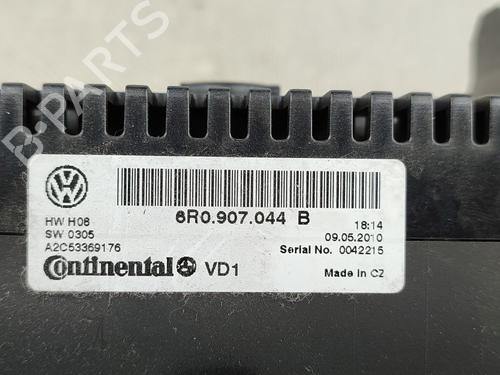 6R0.907.044 B
HW H08
SW 0305
A2C53369176
18:14
09.05.2010
Serial No. 0042215
Continental VD1
Made in CZ
B-PARTS